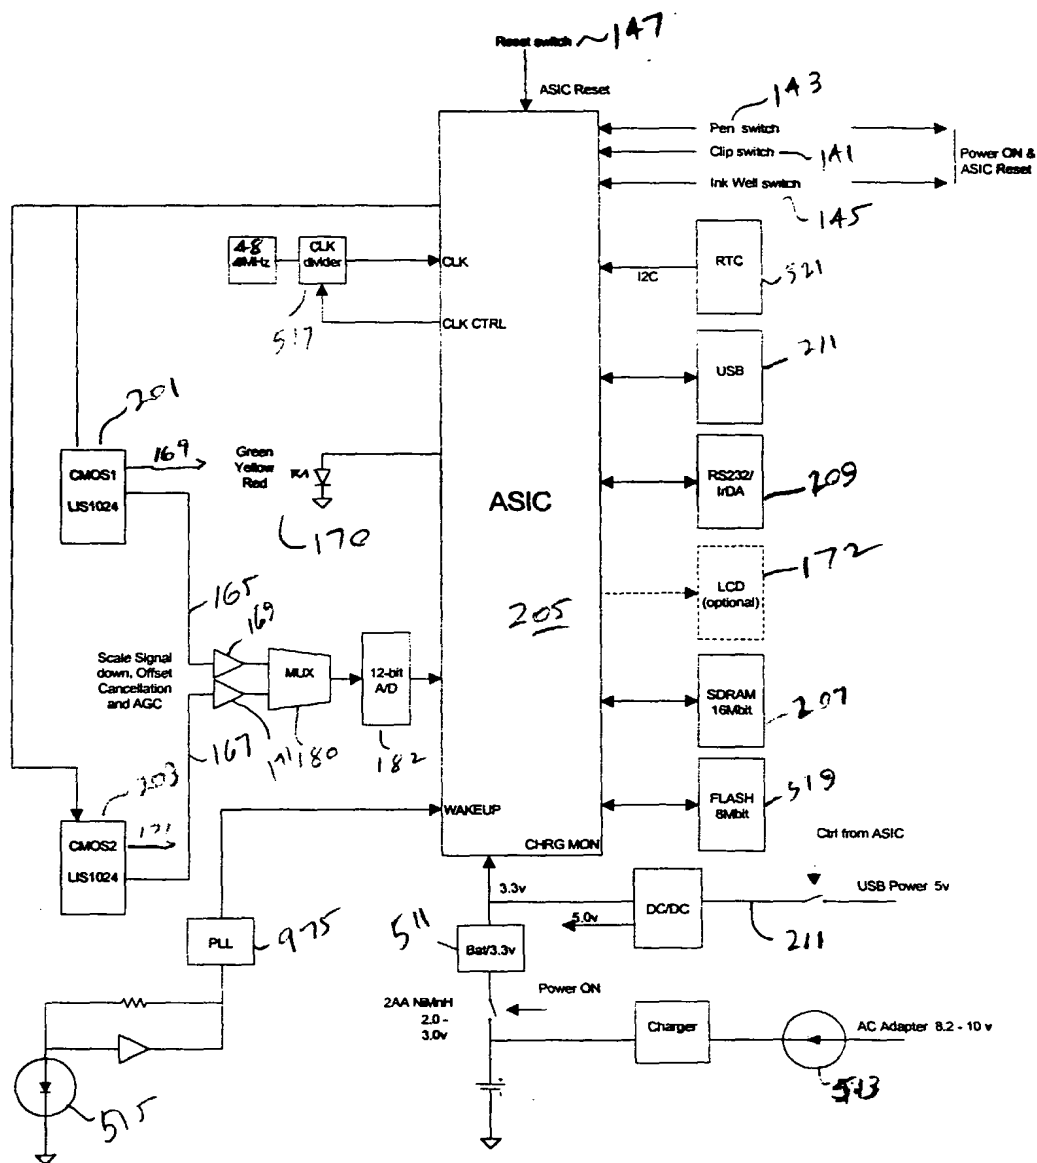 Reset switch 147
ASIC Reset
143
Pen switch
Clip switch 141
Power ON &
ASIC Reset
Ink Well switch
145
48
MHz
CLK
divider
CLK
517
CLK CTRL
I2C
RTC
521
USB
211
201
169
CMOS1
LIS1024
Green
Yellow
Red
170
ASIC
205
RS232/
IrDA
209
LCD
(optional)
172
165
169
Scale Signal
down, Offset
Cancellation
and AGC
MUX
12-bit
A/D
SDRAM
16Mbit
207
167
171
180
182
203
CMOS2
LIS1024
171
WAKEUP
CHRG MON
FLASH
8Mbit
519
Ctrl from ASIC
3.3v
5.0v
DC/DC
USB Power 5v
211
PLL
975
511
Bat/3.3v
2AA NiMnH
2.0 -
3.0v
Power ON
Charger
AC Adapter 8.2 - 10 v
513
515